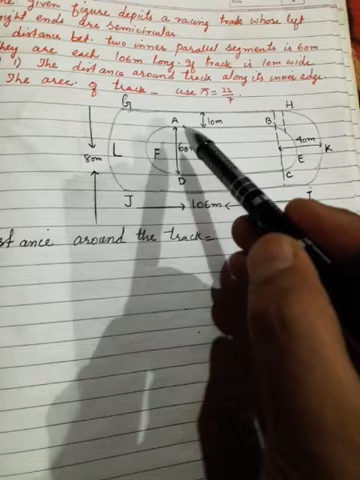 given figure depicts a racing track whose left
right ends are semicircular.
distance bet. two inner parallel segments is 60m
they are each 106m long. If track is 10m wide
1) The distance around track along its inner edge.
The area of track - use π = 22/7
G H
A 10m B
80m L F 60m 40m K
E
D C
J 106m I
distance around the track =